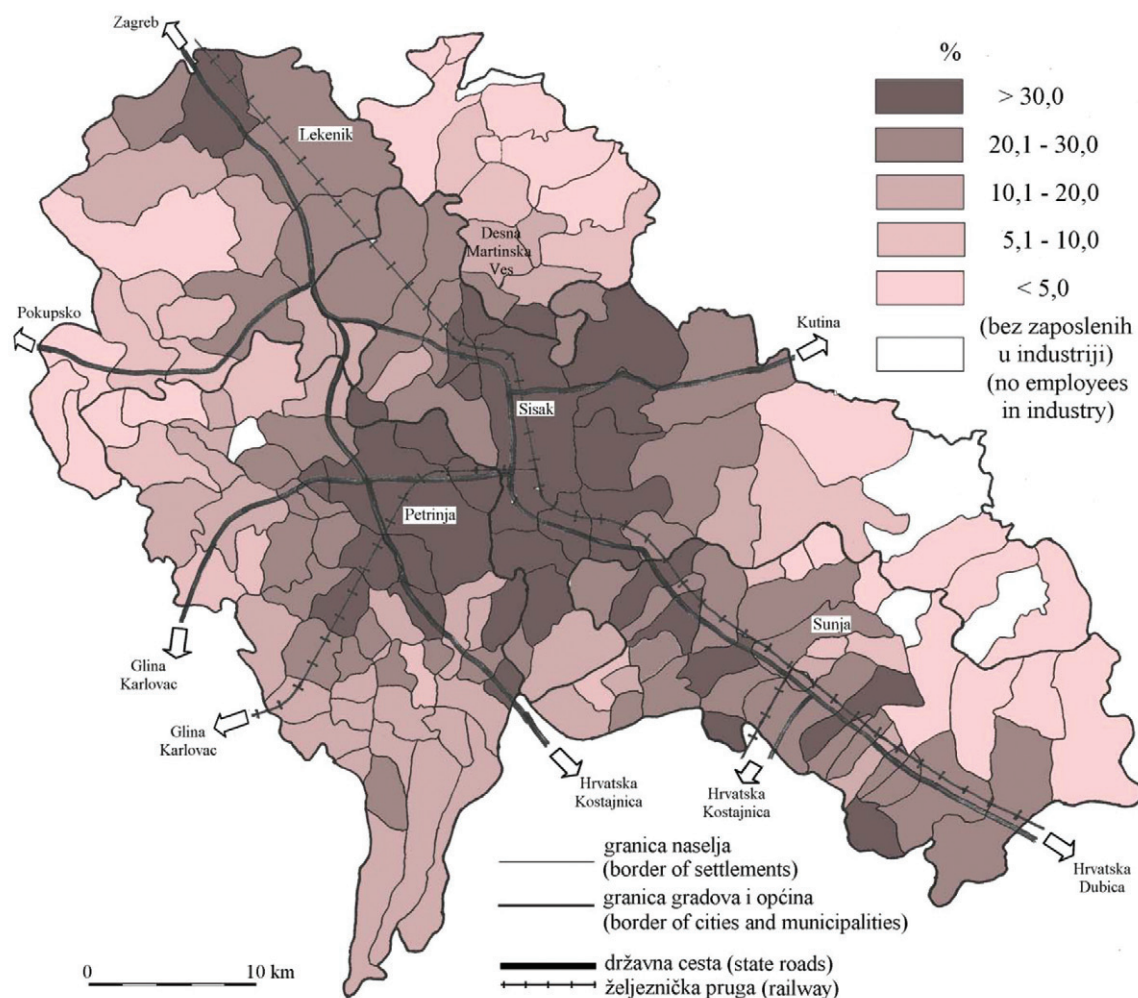 Zagreb
%
> 30,0
20,1 - 30,0
10,1 - 20,0
5,1 - 10,0
< 5,0
(bez zaposlenih
u industriji)
(no employees
in industry)
Lekenik
Desna
Martinska
Ves
Pokupsko
Kutina
Sisak
Petrinja
Sunja
Glina
Karlovac
Glina
Karlovac
Hrvatska
Kostajnica
Hrvatska
Kostajnica
Hrvatska
Dubica
granica naselja
(border of settlements)
granica gradova i općina
(border of cities and municipalities)
državna cesta (state roads)
željeznička pruga (railway)
0 10 km